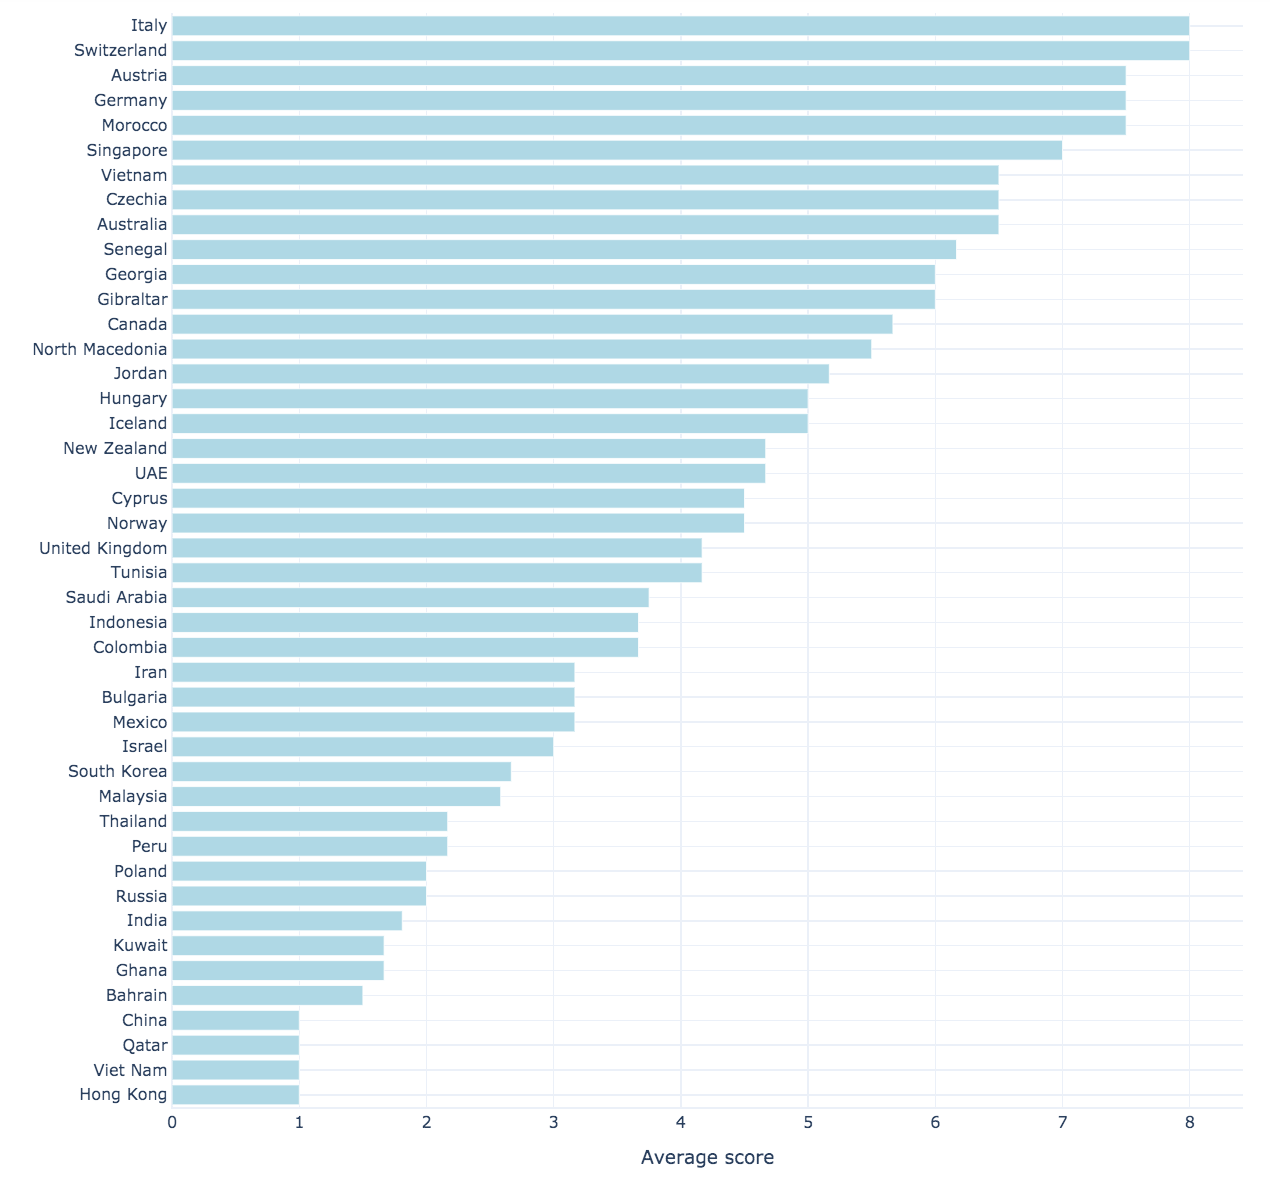 Italy
Switzerland
Austria
Germany
Morocco
Singapore
Vietnam
Czechia
Australia
Senegal
Georgia
Gibraltar
Canada
North Macedonia
Jordan
Hungary
Iceland
New Zealand
UAE
Cyprus
Norway
United Kingdom
Tunisia
Saudi Arabia
Indonesia
Colombia
Iran
Bulgaria
Mexico
Israel
South Korea
Malaysia
Thailand
Peru
Poland
Russia
India
Kuwait
Ghana
Bahrain
China
Qatar
Viet Nam
Hong Kong
0 1 2 3 4 5 6 7 8
Average score